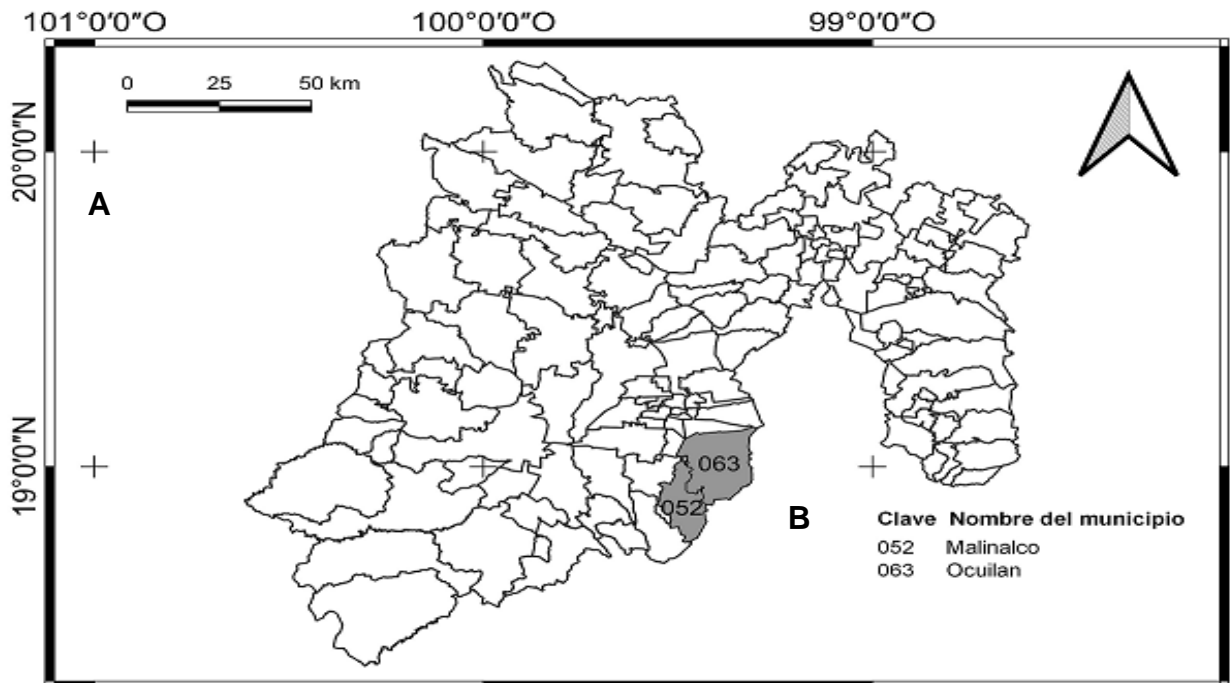 101°0′0″O 100°0′0″O 99°0′0″O
0 25 50 km
20°0′0″N
A
19°0′0″N
063
052
B
Clave Nombre del municipio
052 Malinalco
063 Ocuilan